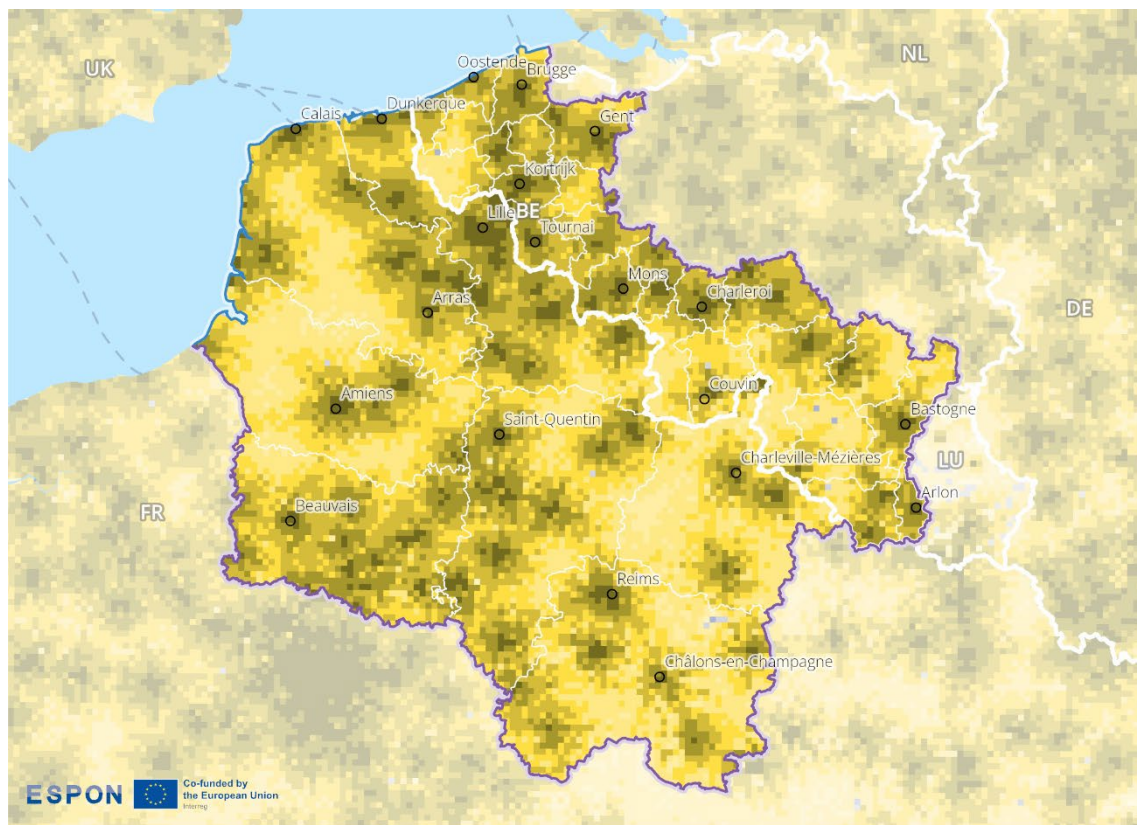 UK
NL
Oostende
Brugge
Calais
Dunkerque
Gent
Kortrijk
Lille
BE
Tournai
Mons
Charleroi
Arras
DE
Couvin
Amiens
Bastogne
Saint-Quentin
Charleville-Mézières
LU
Arlon
FR
Beauvais
Reims
Châlons-en-Champagne
ESPON
Co-funded by
the European Union
Interreg